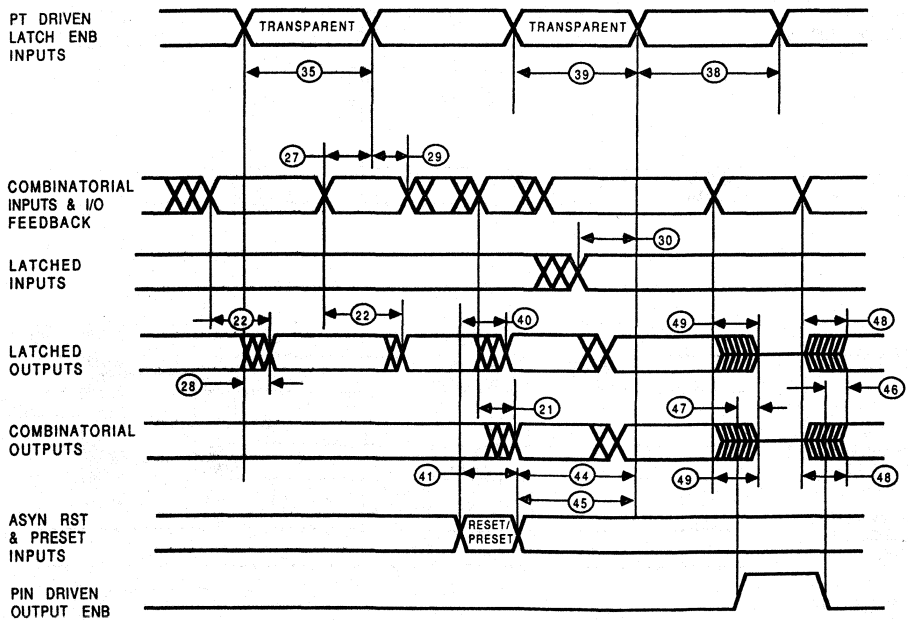 PT DRIVEN
LATCH ENB
INPUTS
TRANSPARENT
TRANSPARENT
35
39
38
27
29
COMBINATORIAL
INPUTS & I/O
FEEDBACK
30
LATCHED
INPUTS
22
22
40
49
48
LATCHED
OUTPUTS
28
46
21
47
COMBINATORIAL
OUTPUTS
41
44
49
48
45
ASYN RST
& PRESET
INPUTS
RESET/
PRESET
PIN DRIVEN
OUTPUT ENB